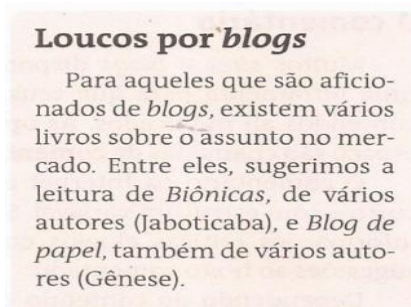 Loucos por blogs
Para aqueles que são aficio-
nados de blogs, existem vários
livros sobre o assunto no mer-
cado. Entre eles, sugerimos a
leitura de Biônicas, de vários
autores (Jaboticaba), e Blog de
papel, também de vários auto-
res (Gênese).